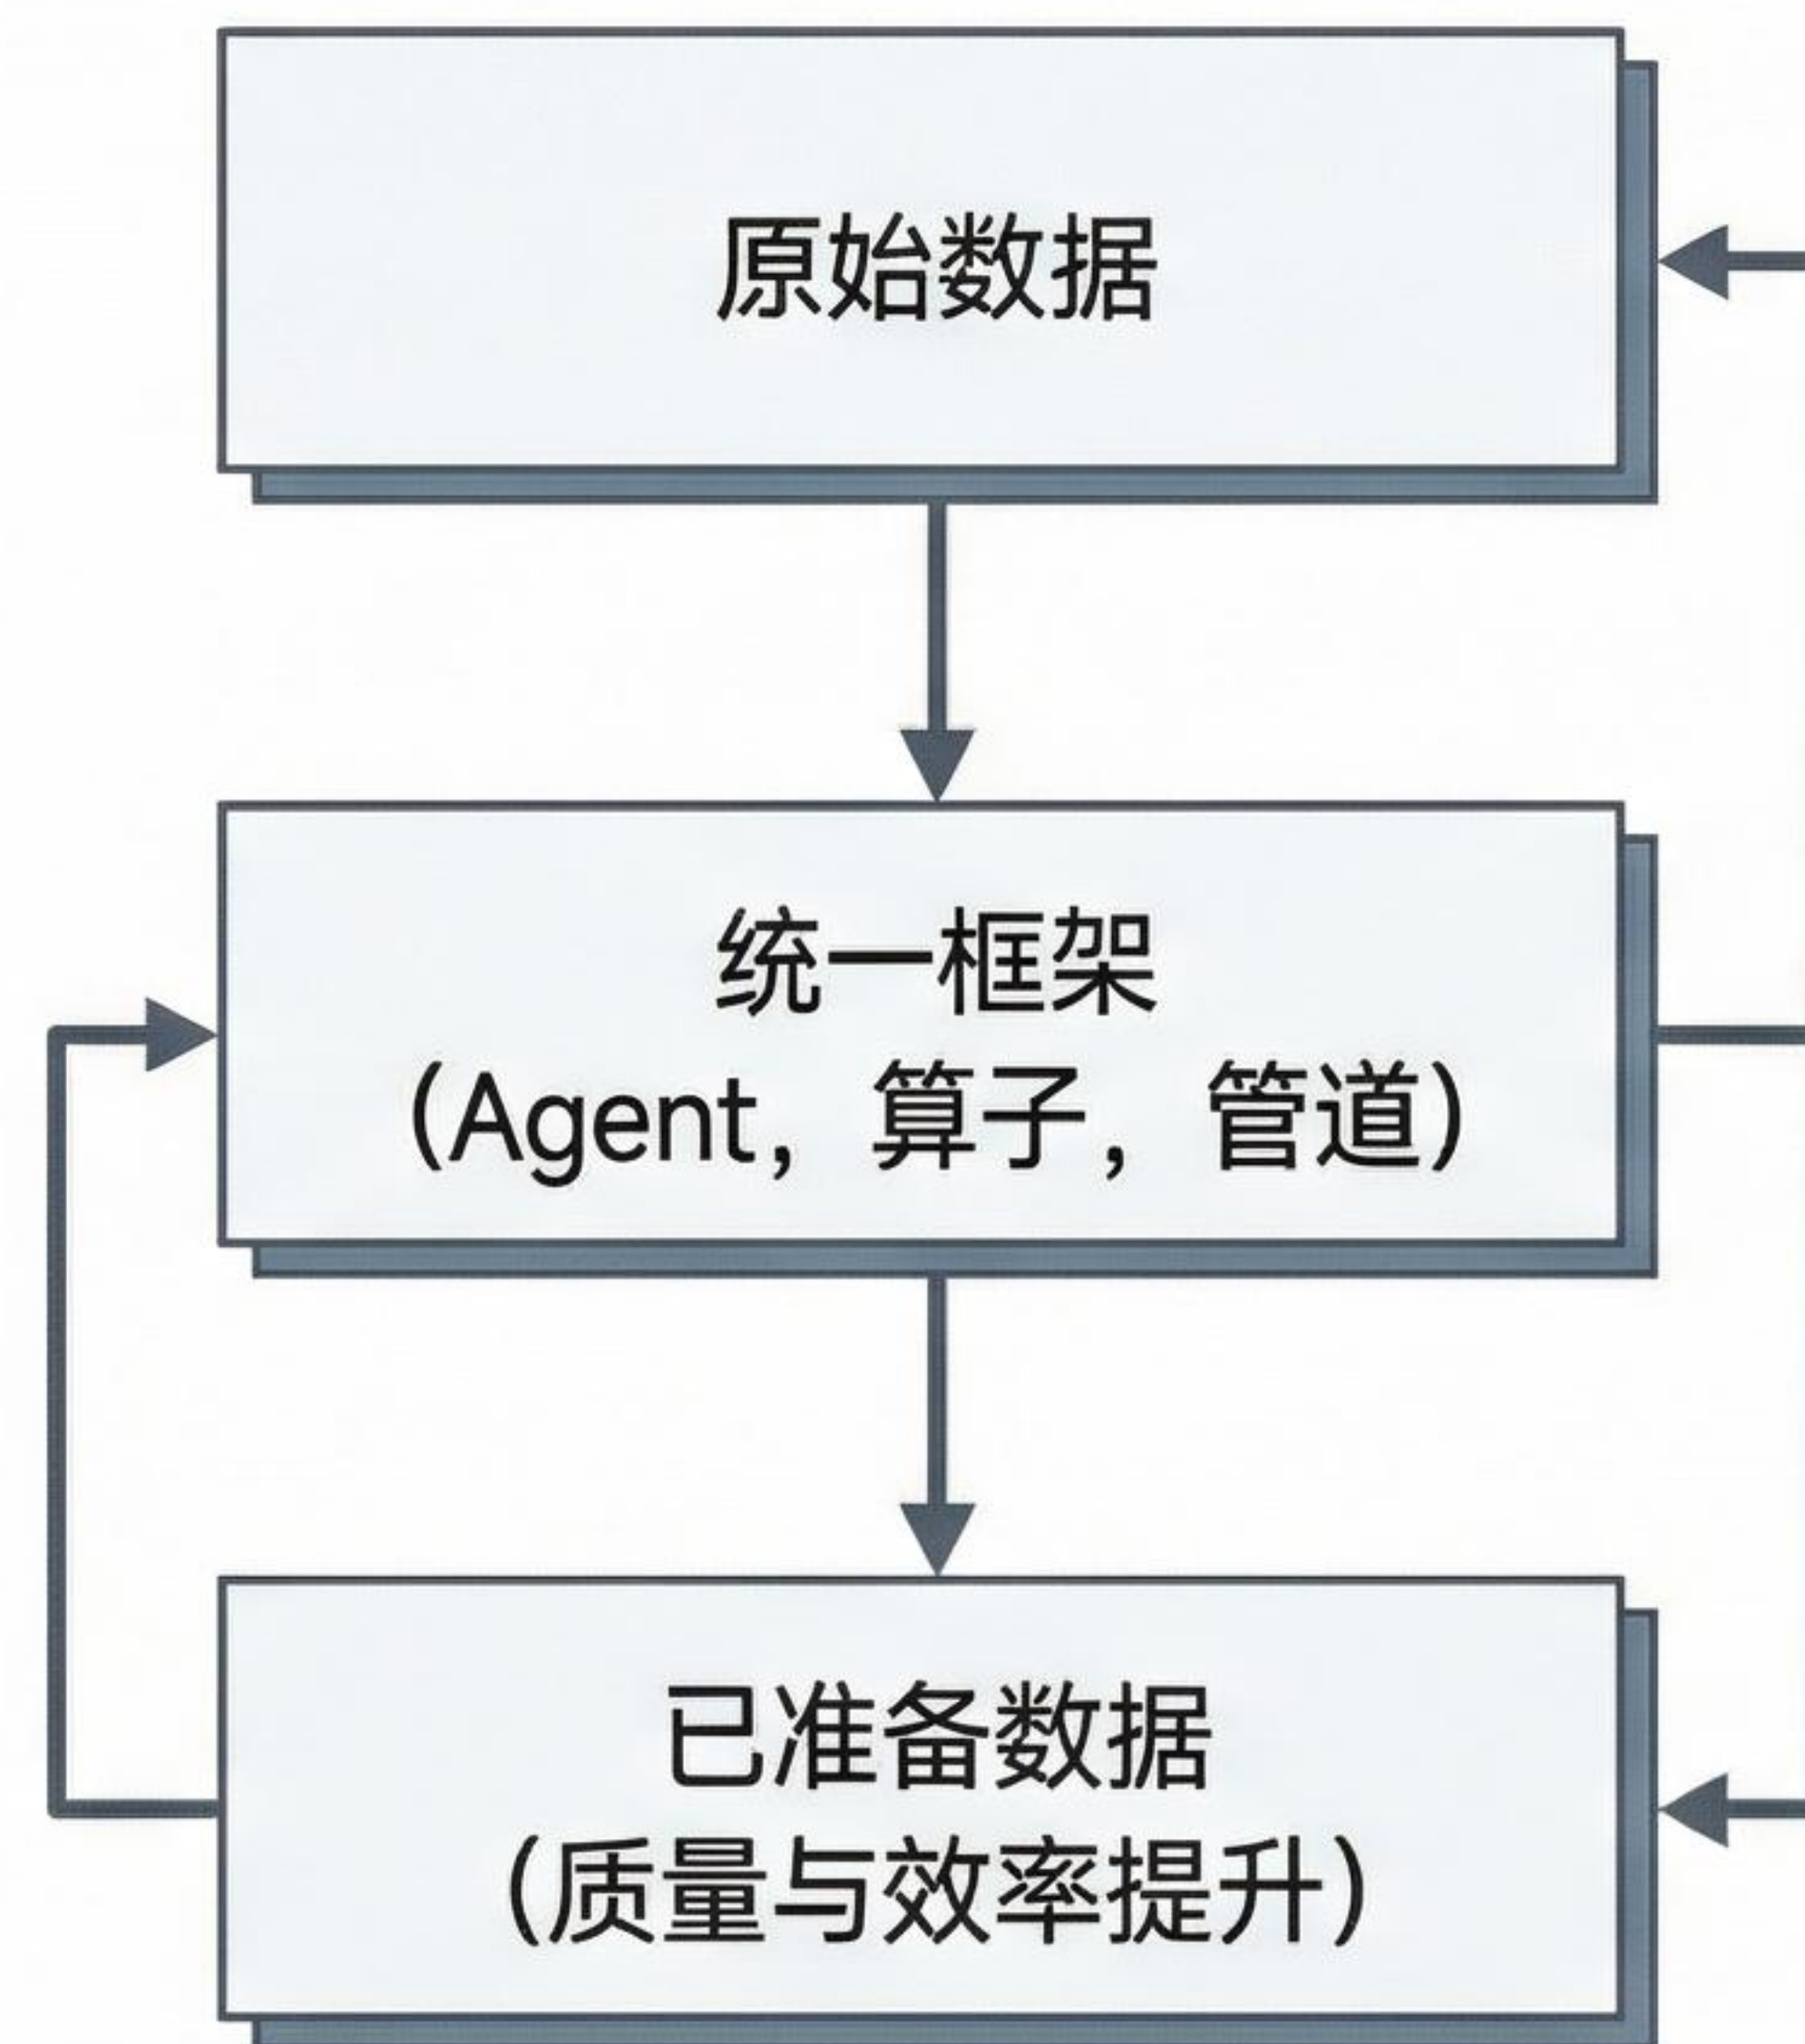 原始数据
统一框架
(Agent, 算子, 管道)
已准备数据
(质量与效率提升)